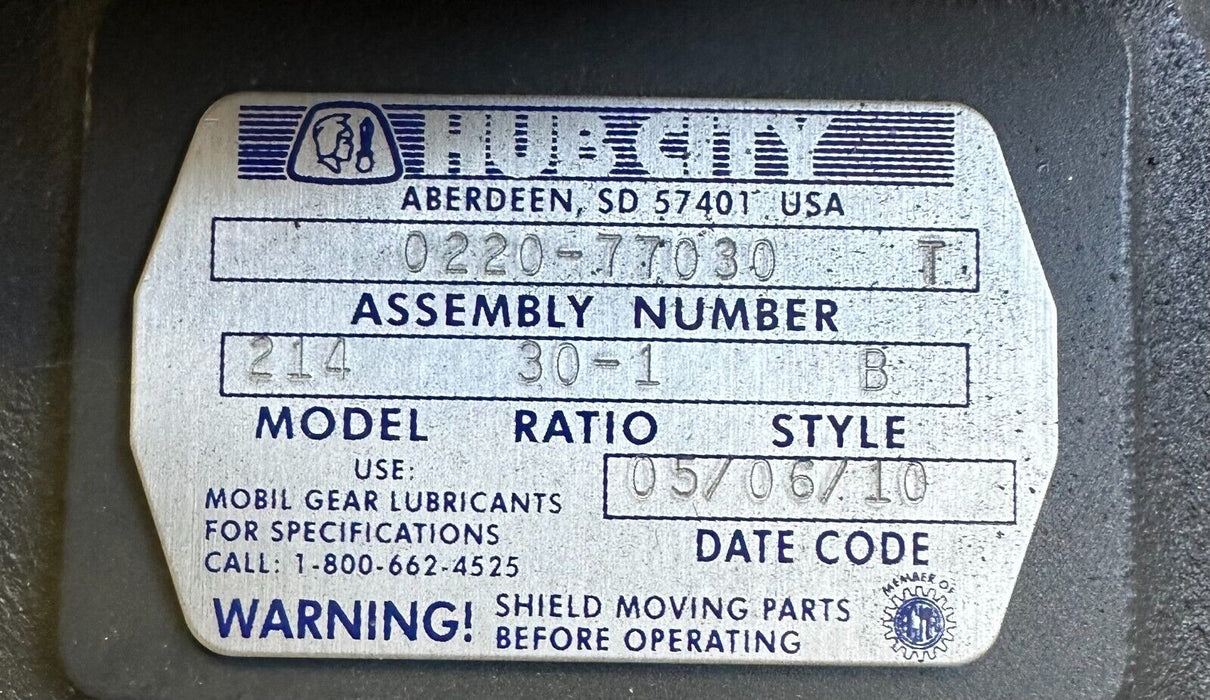 HUB CITY
ABERDEEN, SD 57401 USA
0220-77030 T
ASSEMBLY NUMBER
214 30-1 B
MODEL RATIO STYLE
USE:
MOBIL GEAR LUBRICANTS
FOR SPECIFICATIONS
CALL: 1-800-662-4525
05/06/10
DATE CODE
WARNING! SHIELD MOVING PARTS
BEFORE OPERATING
MEMBER OF